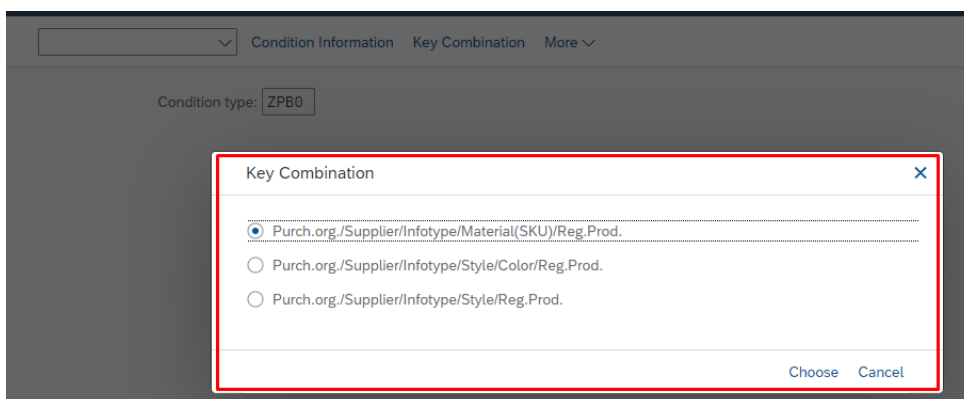 Condition Information Key Combination More
Condition type: ZPB0
Key Combination
Purch.org./Supplier/Infotype/Material(SKU)/Reg.Prod.
Purch.org./Supplier/Infotype/Style/Color/Reg.Prod.
Purch.org./Supplier/Infotype/Style/Reg.Prod.
Choose Cancel